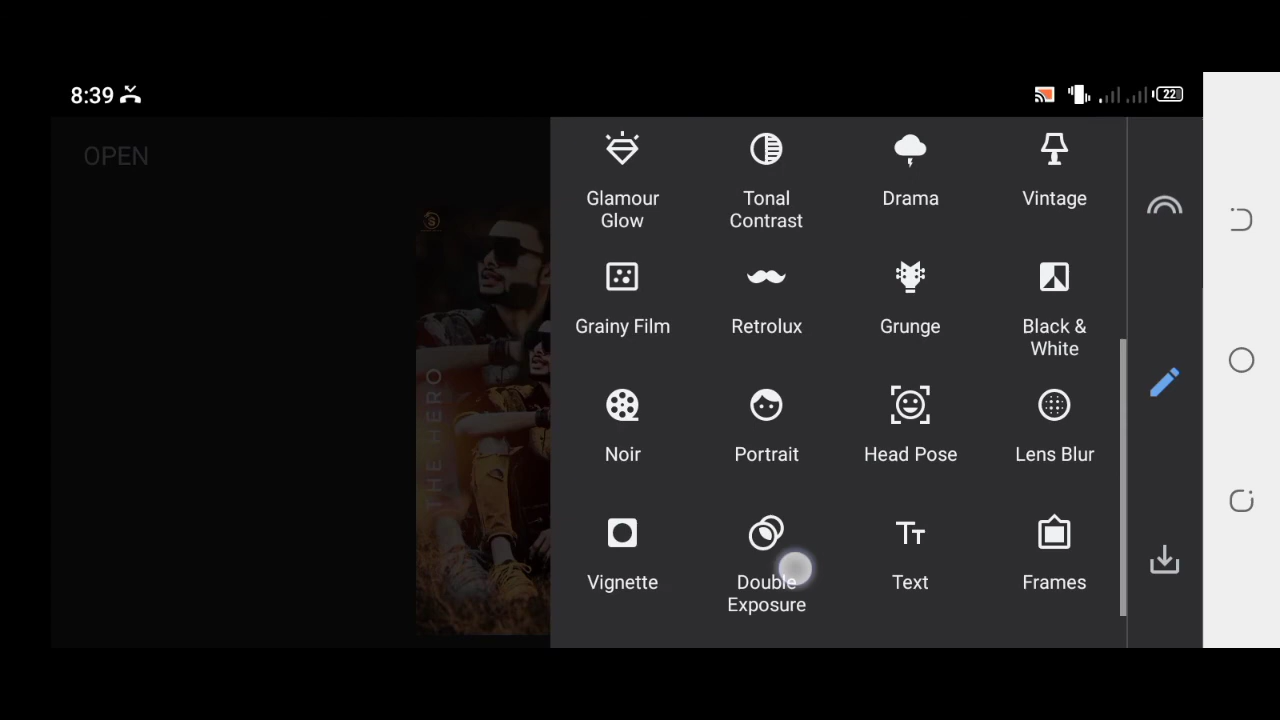 8:39
22
OPEN
Glamour
Glow
Tonal
Contrast
Drama
Vintage
Grainy Film
Retrolux
Grunge
Black &
White
Noir
Portrait
Head Pose
Lens Blur
Vignette
Double
Exposure
Text
Frames
S
THE HERO